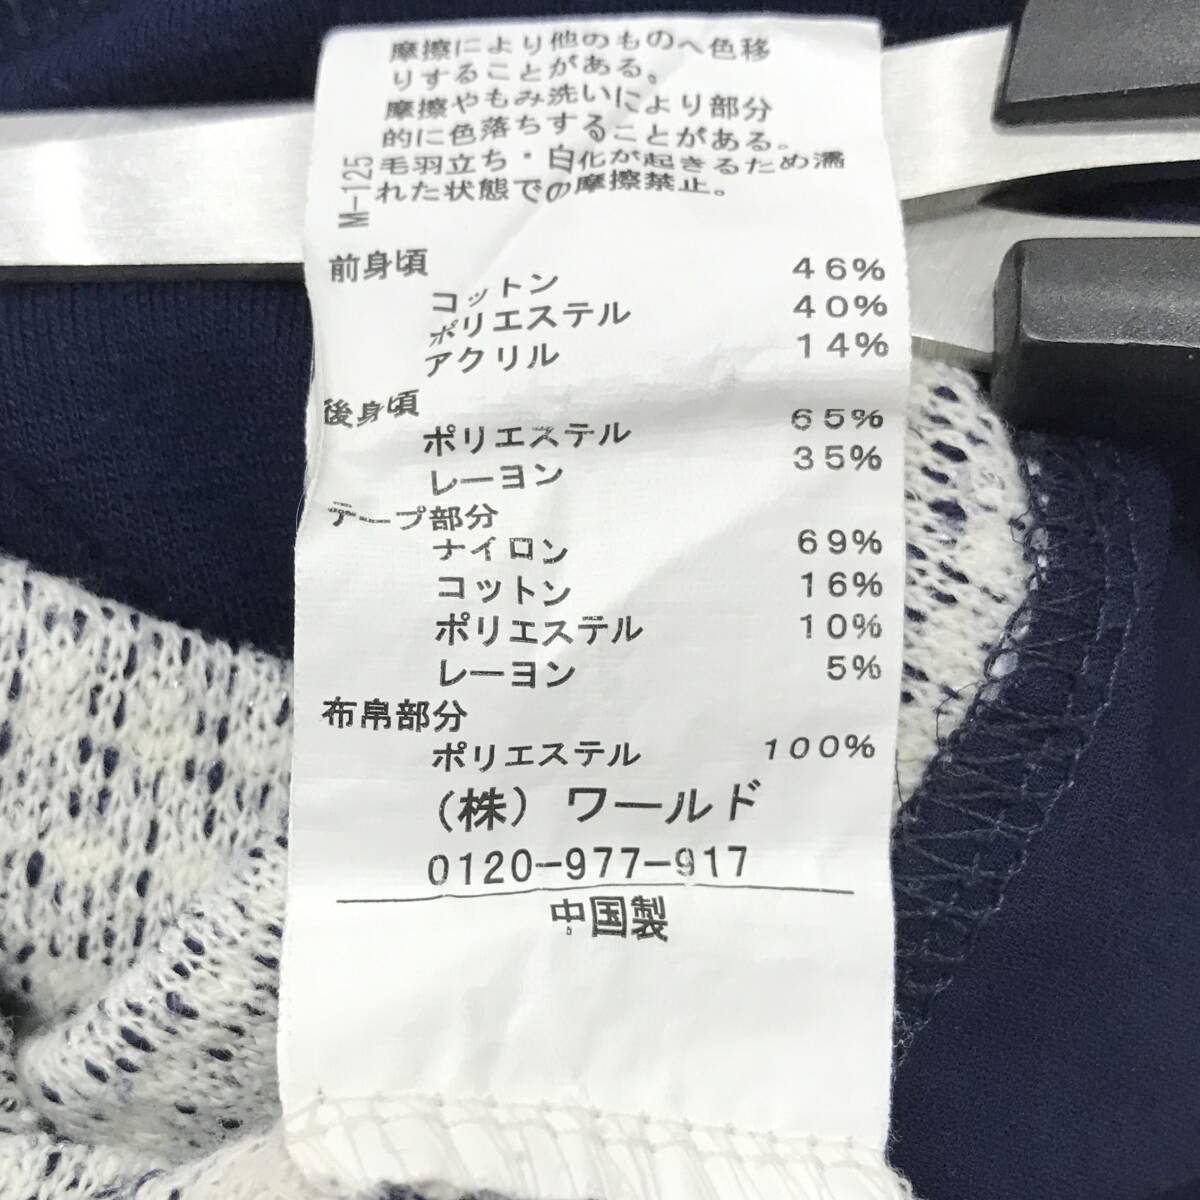 摩擦により他のものへ色移
りすることがある。
摩擦やもみ洗いにより部分
的に色落ちすることがある。
毛羽立ち・白化が起きるため濡
れた状態での摩擦禁止。
M-125
前身頃
コットン 46%
ポリエステル 40%
アクリル 14%
後身頃
ポリエステル 65%
レーヨン 35%
テープ部分
ナイロン 69%
コットン 16%
ポリエステル 10%
レーヨン 5%
布帛部分
ポリエステル 100%
(株) ワールド
0120-977-917
中国製